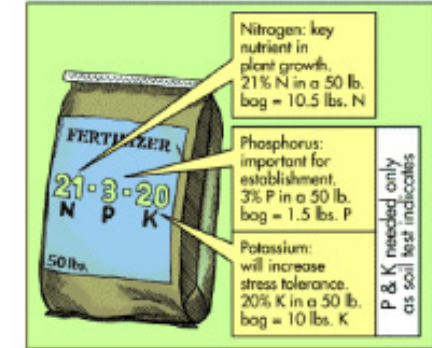 FERTILIZER
21-3-20
N P K
50 lbs.
Nitrogen: key
nutrient in
plant growth.
21% N in a 50 lb.
bag = 10.5 lbs. N
Phosphorus:
important for
establishment.
3% P in a 50 lb.
bag = 1.5 lbs. P
Potassium:
will increase
stress tolerance.
20% K in a 50 lb.
bag = 10 lbs. K
P & K needed only
as soil test indicates